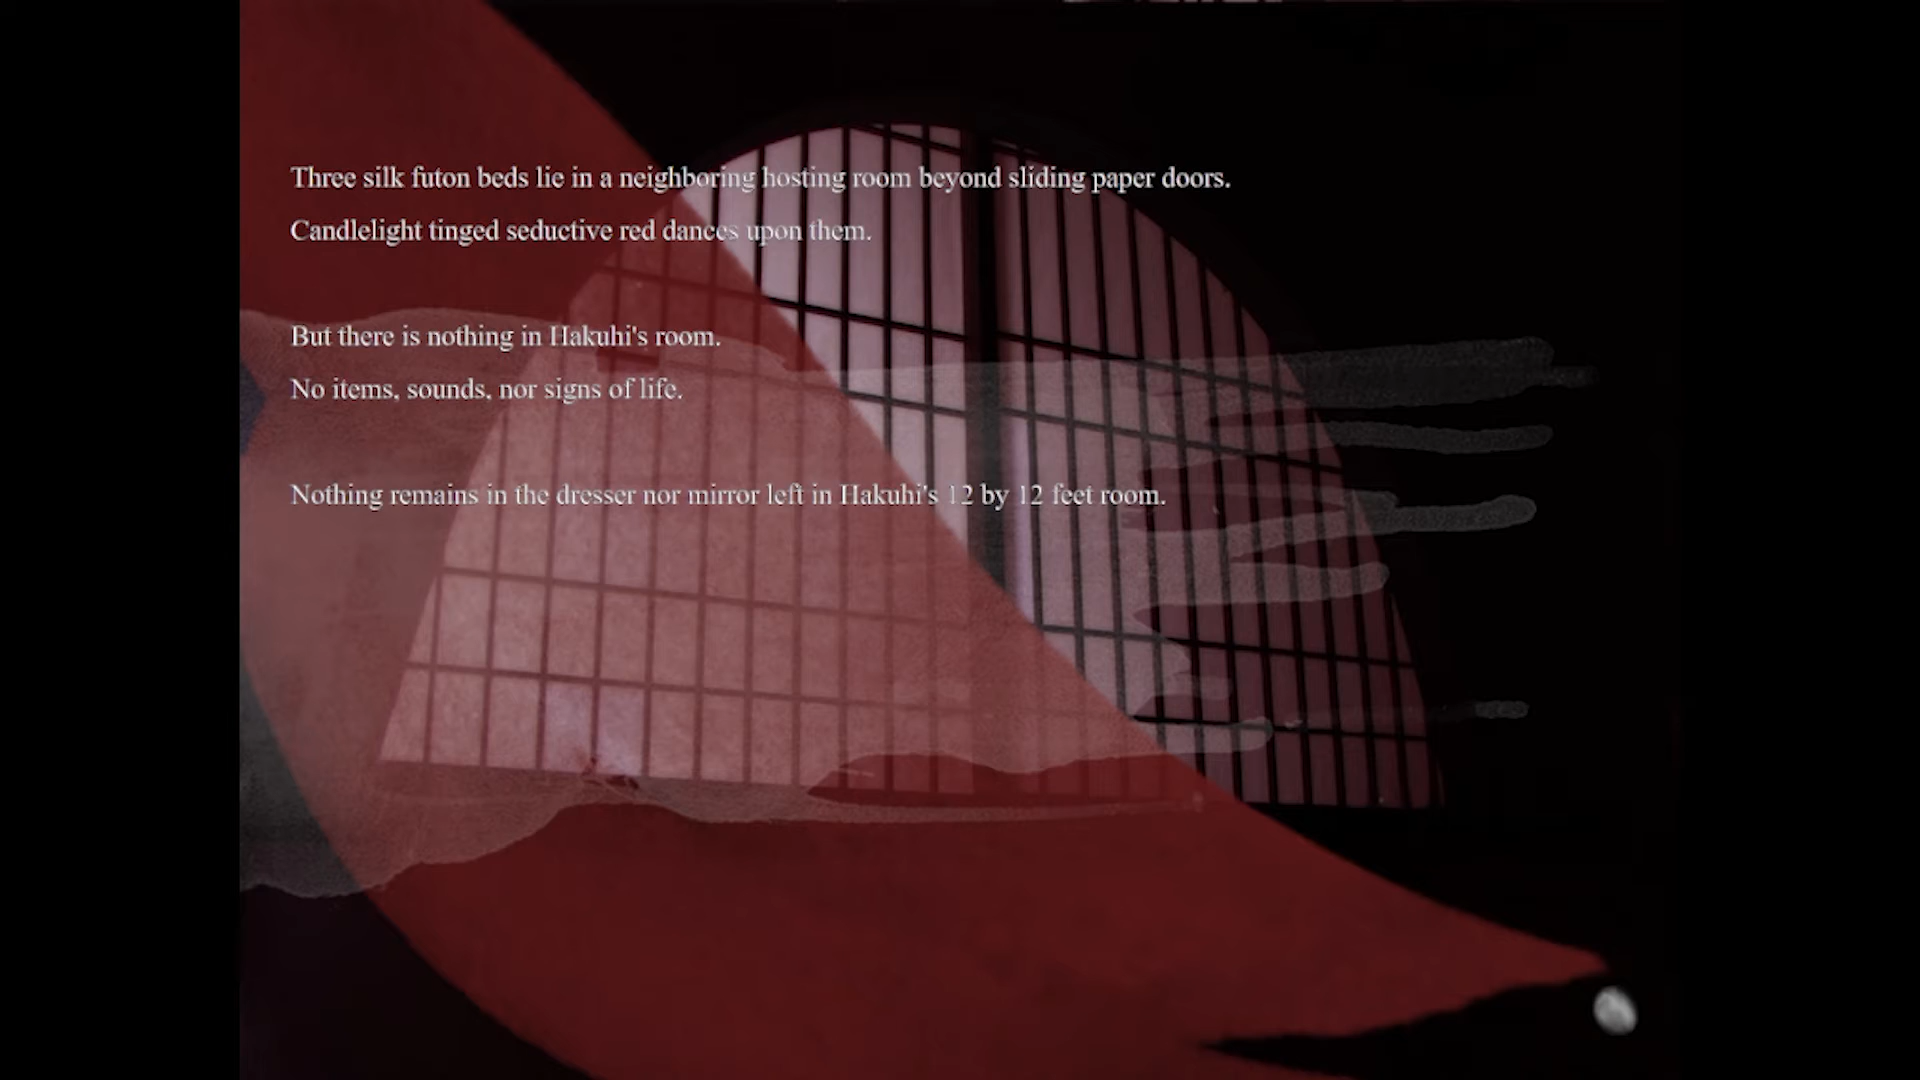 Three silk futon beds lie in a neighboring hosting room beyond sliding paper doors.
Candlelight tinged seductive red dances upon them.
But there is nothing in Hakuhi's room.
No items, sounds, nor signs of life.
Nothing remains in the dresser nor mirror left in Hakuhi's 12 by 12 feet room.